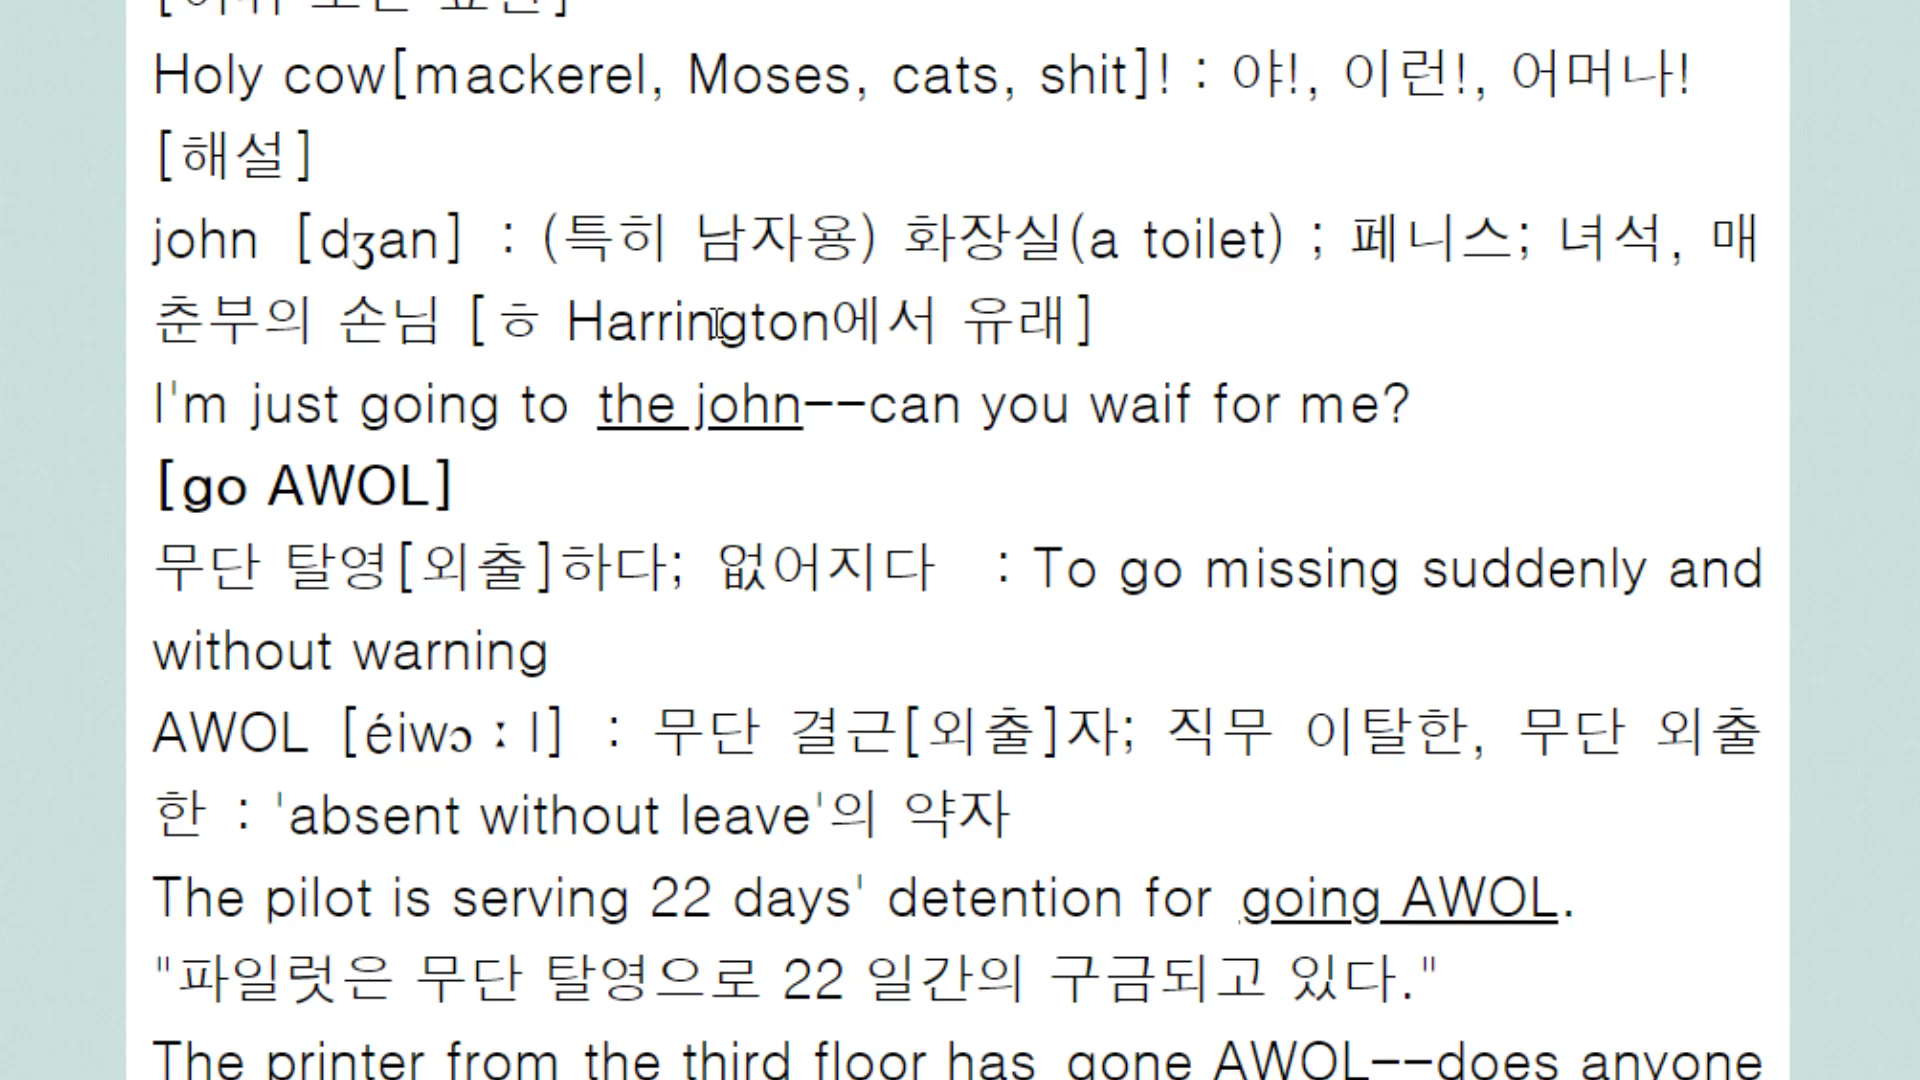 Holy cow[mackerel, Moses, cats, shit]! : 야!, 이런!, 어머나!
[해설]
john [dʒan] : (특히 남자용) 화장실(a toilet) ; 페니스; 녀석, 매
춘부의 손님 [ㅎ Harrington에서 유래]
I'm just going to the john--can you waif for me?
[go AWOL]
무단 탈영[외출]하다; 없어지다 : To go missing suddenly and
without warning
AWOL [éiwɔːl] : 무단 결근[외출]자; 직무 이탈한, 무단 외출
한 : 'absent without leave'의 약자
The pilot is serving 22 days' detention for going AWOL.
"파일럿은 무단 탈영으로 22 일간의 구금되고 있다."
The printer from the third floor has gone AWOL--does anyone